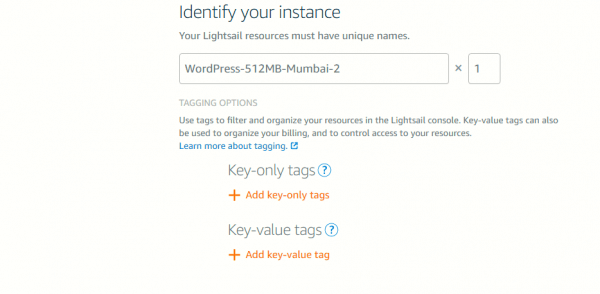 Identify your instance
Your Lightsail resources must have unique names.
WordPress-512MB-Mumbai-2 × 1
TAGGING OPTIONS
Use tags to filter and organize your resources in the Lightsail console. Key-value tags can also
be used to organize your billing, and to control access to your resources.
Learn more about tagging.
Key-only tags ?
+ Add key-only tags
Key-value tags ?
+ Add key-value tag